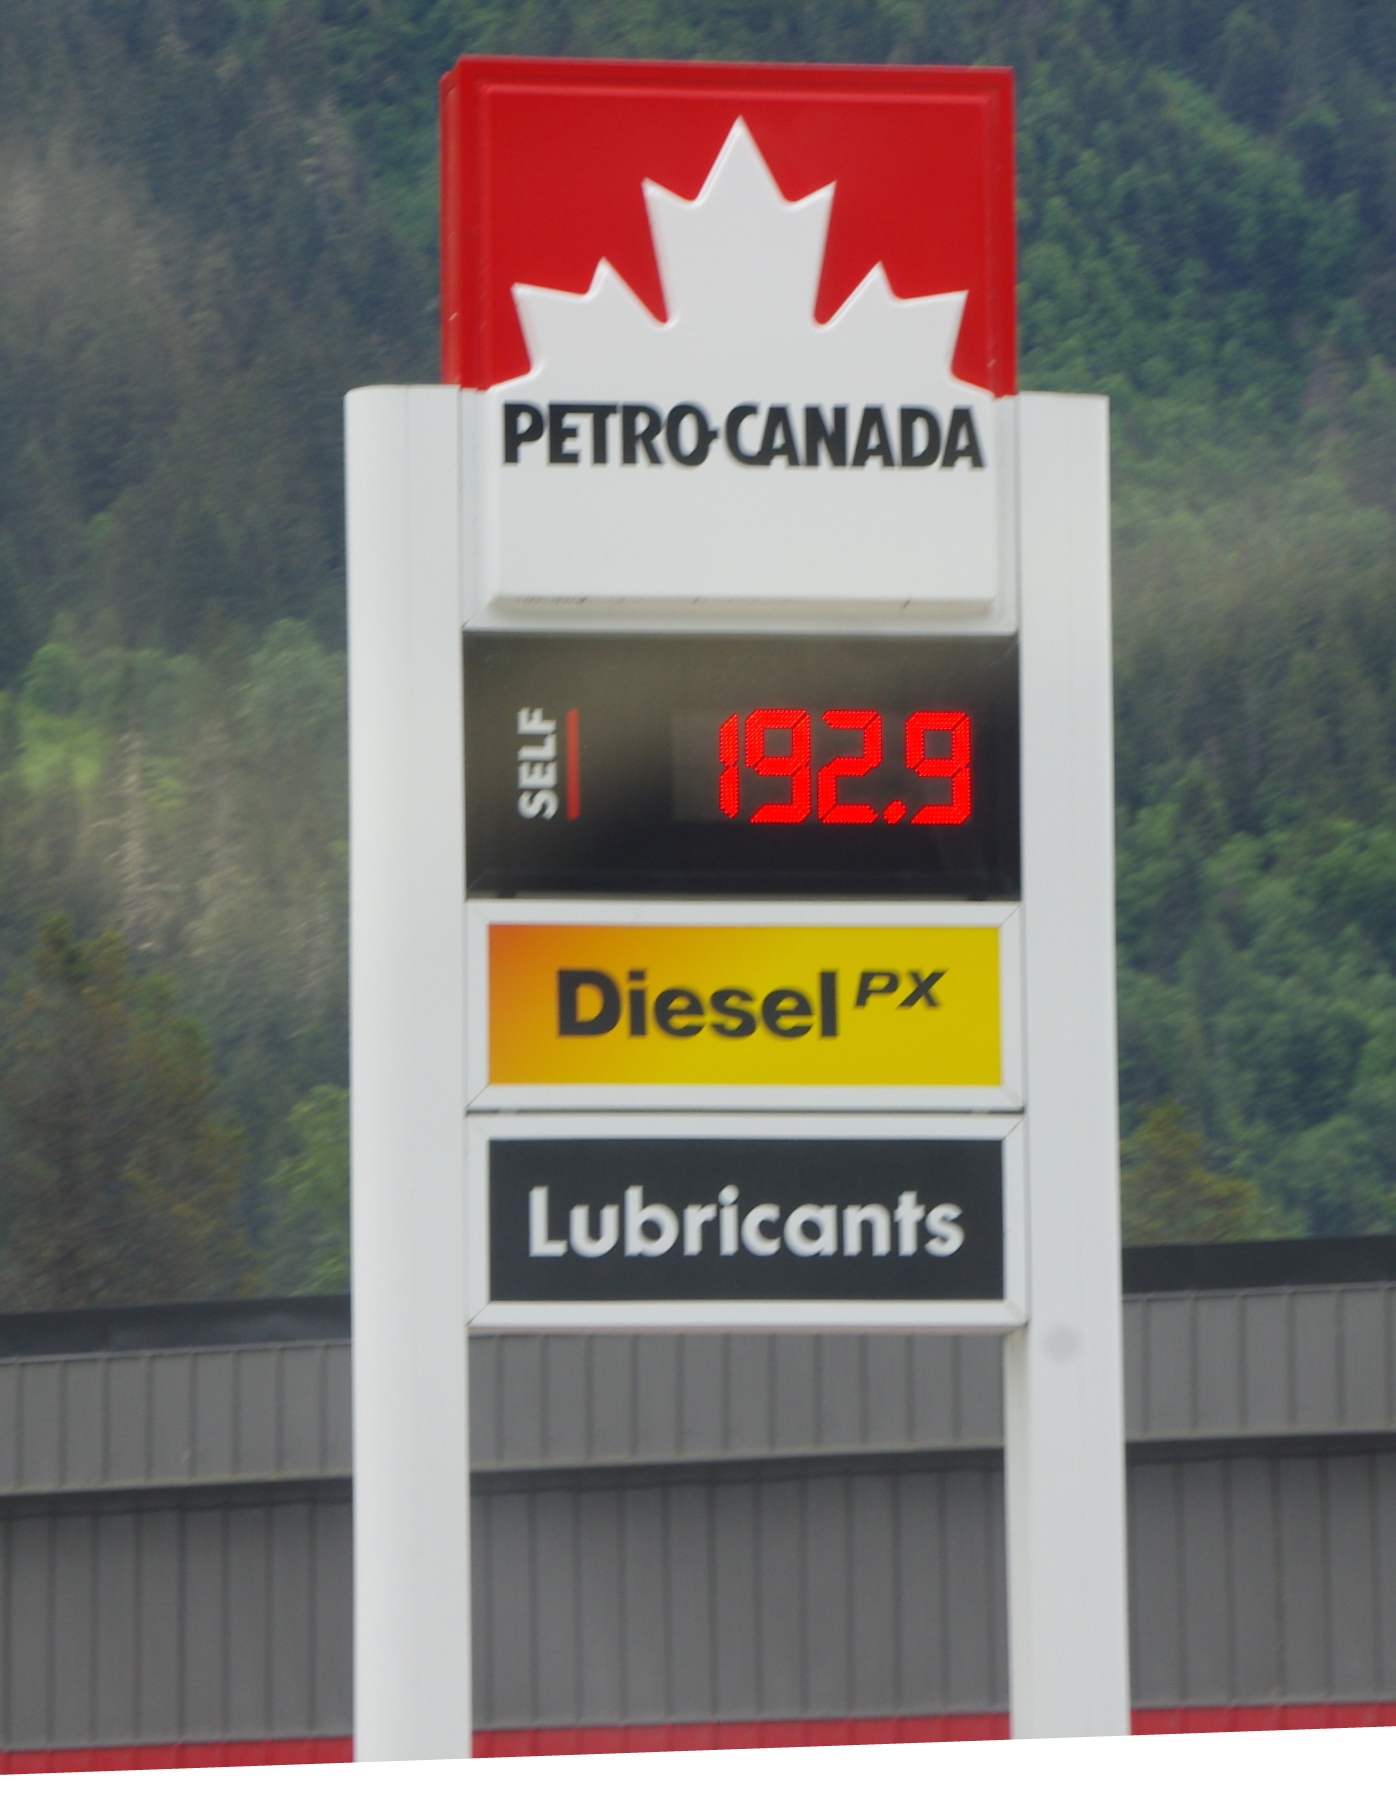 PETRO-CANADA
SELF
192.9
Diesel PX
Lubricants